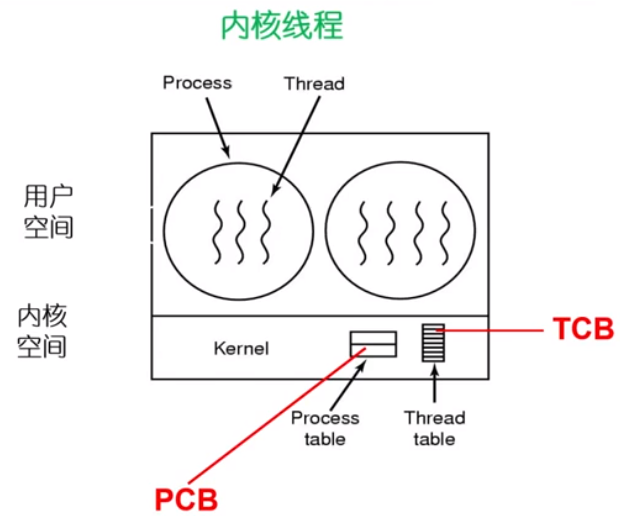 内核线程
Process
Thread
用户
空间
内核
空间
Kernel
TCB
Process
table
Thread
table
PCB